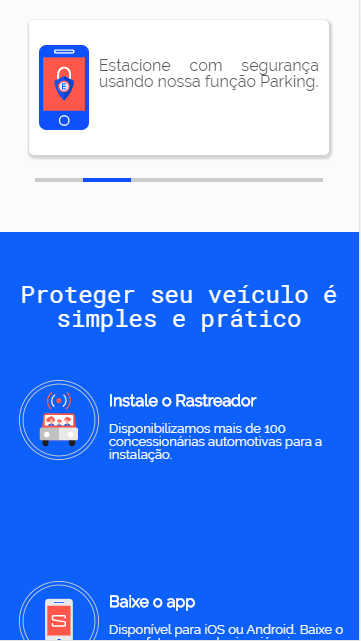 Estacione com segurança
usando nossa função Parking.
E
Proteger seu veículo é
simples e prático
Instale o Rastreador
Disponibilizamos mais de 100
concessionárias automotivas para a
instalação.
Baixe o app
S
Disponível para iOS ou Android. Baixe o